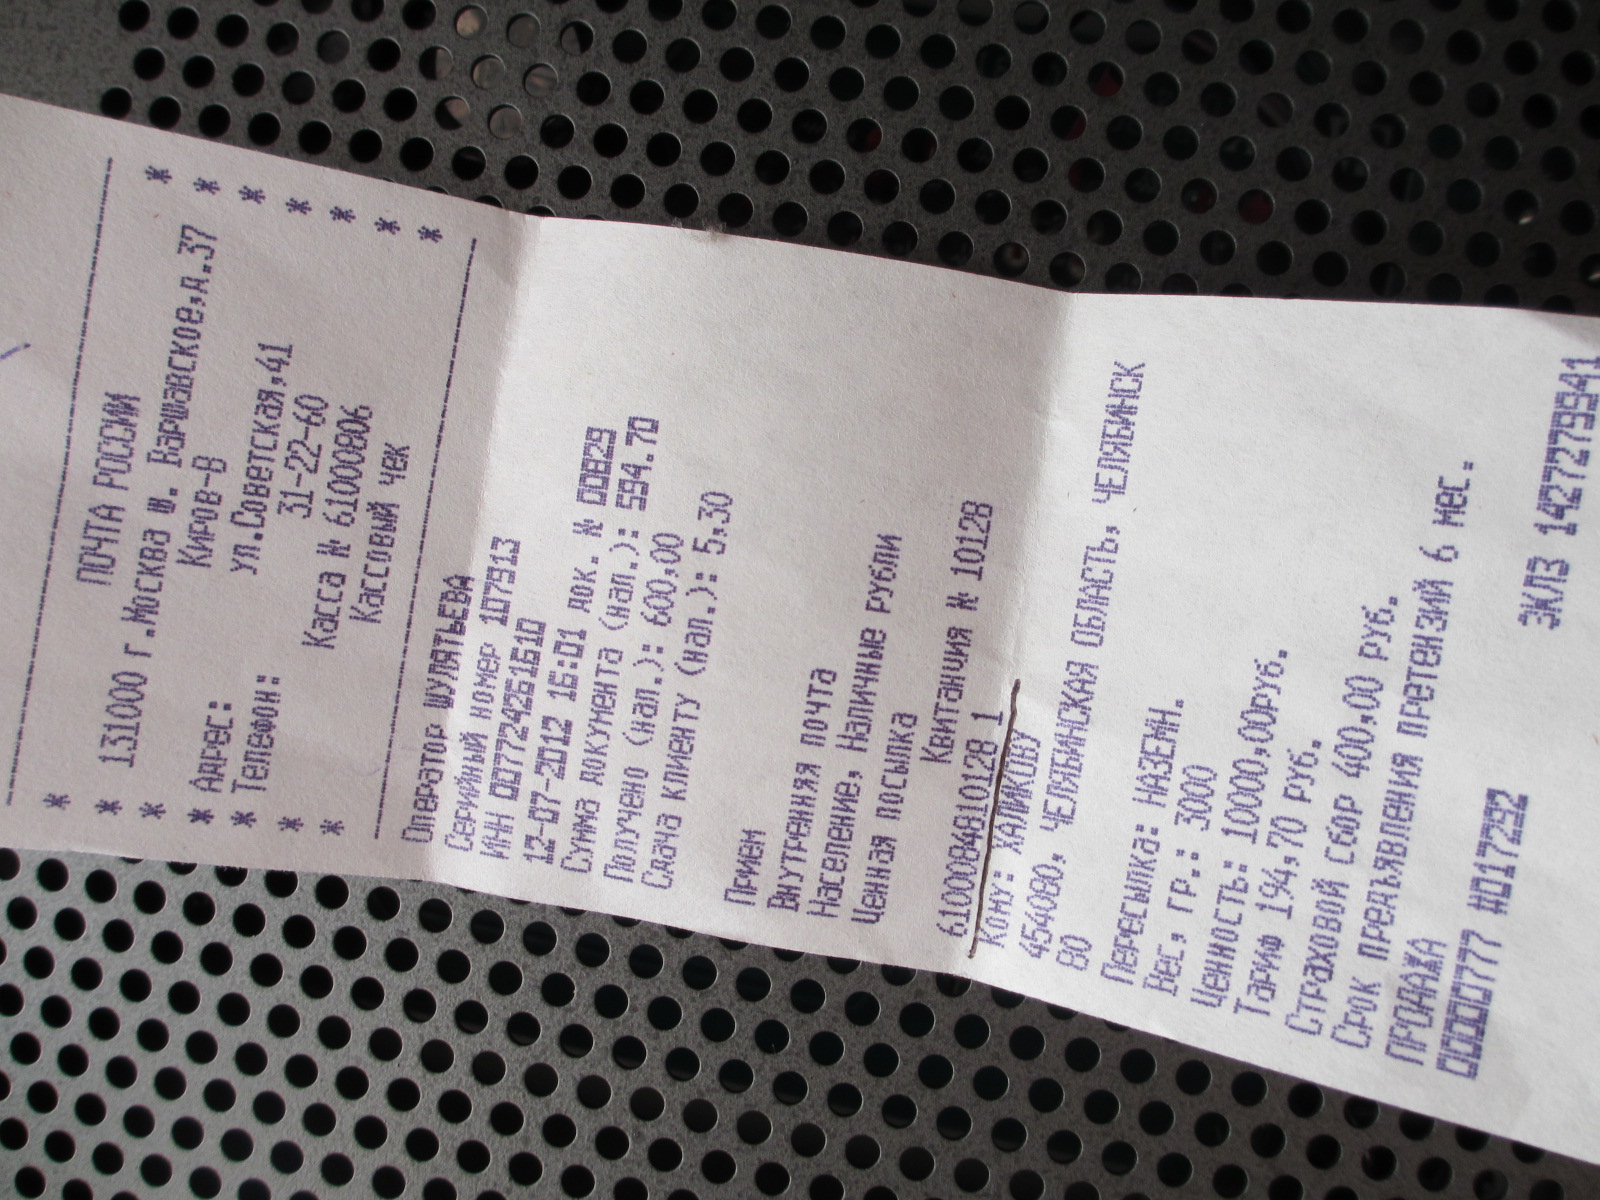 ПОЧТА РОССИИ *
* 131000 г.Москва ш. Варшавское,д.37 *
* Киров-8 *
* Адрес: ул.Советская,41 *
* Телефон: 31-22-60 *
* Касса № 61000806 *
* Кассовый чек *
Оператор ШУЛЯТЬЕВА
Серийный номер 107913
ИНН 007724261610
12-07-2012 16:01 док. № 00829
Сумма документа (нал.): 594.70
Получено (нал.): 600,00
Сдача клиенту (нал.): 5,30
Прием
Внутренняя почта
Население, Наличные рубли
Ценная посылка
Квитанчия № 10128
6100084810128 1
Кому: ХАЛИКОВУ
454080, ЧЕЛЯБИНСКАЯ ОБЛАСТЬ, ЧЕЛЯБИНСК
80
Пересылка: НАЗЕМН.
Вес, гр.: 3000
Ценность: 10000,00руб.
Тариф 194,70 РУБ.
Страховой сбор 400,00 РУБ.
Срок предъявления претензий 6 мес.
ПРОДАЖА
00000777 #017292 ЭКЛЗ 1427279941